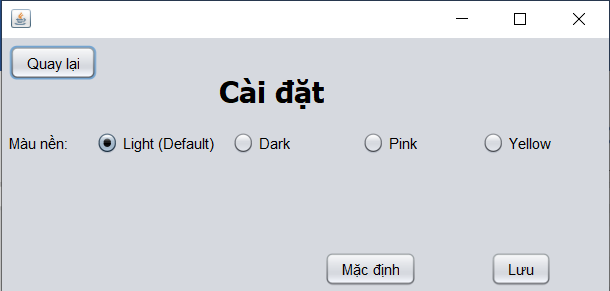 Quay lại
Cài đặt
Màu nền: Light (Default) Dark Pink Yellow
Mặc định Lưu